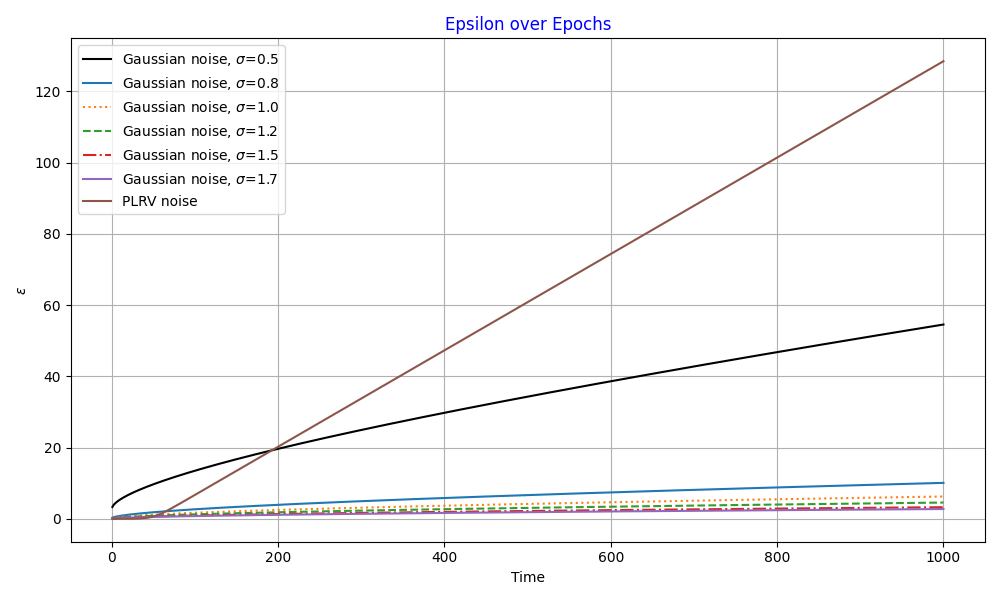 Epsilon over Epochs
Gaussian noise, σ=0.5
Gaussian noise, σ=0.8
Gaussian noise, σ=1.0
Gaussian noise, σ=1.2
Gaussian noise, σ=1.5
Gaussian noise, σ=1.7
PLRV noise
ε
120
100
80
60
40
20
0
0 200 400 600 800 1000
Time